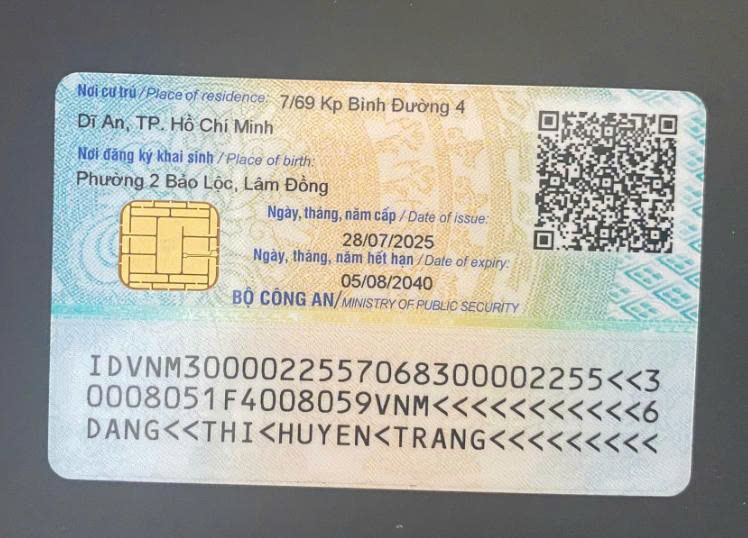 Nơi cư trú / Place of residence: 7/69 Kp Bình Đường 4
Dĩ An, TP. Hồ Chí Minh
Nơi đăng ký khai sinh / Place of birth:
Phường 2 Bảo Lộc, Lâm Đồng
Ngày, tháng, năm cấp / Date of issue:
28/07/2025
Ngày, tháng, năm hết hạn / Date of expiry:
05/08/2040
BỘ CÔNG AN/MINISTRY OF PUBLIC SECURITY
IDVNM3000022557068300002255<<3
0008051F4008059VNM<<<<<<<<<<<6
DANG<<THI<HUYEN<TRANG<<<<<<<<<